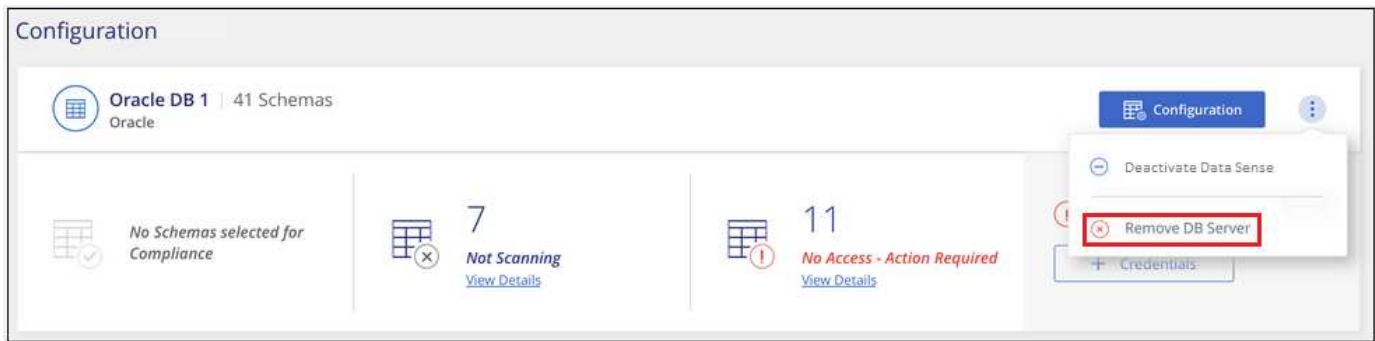 Configuration
Oracle DB 1 | 41 Schemas
Oracle
Configuration
Deactivate Data Sense
Remove DB Server
No Schemas selected for
Compliance
7
Not Scanning
View Details
11
No Access - Action Required
View Details
+ Credentials